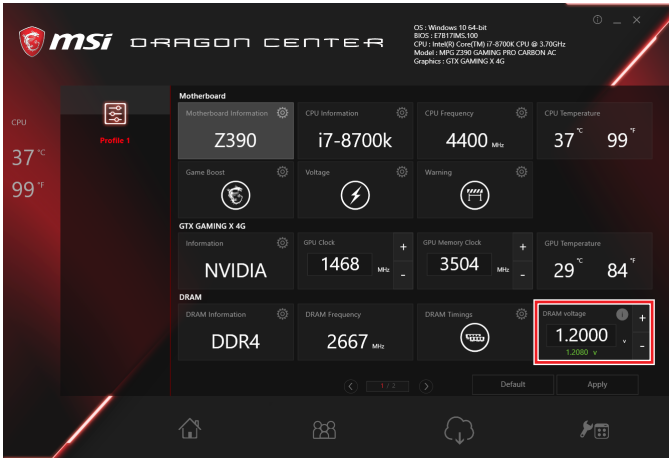 msi DRAGON CENTER
OS : Windows 10 64-bit
BIOS : E7B17IMS.100
CPU : Intel(R) Core(TM) i7-8700K CPU @ 3.70GHz
Model : MPG Z390 GAMING PRO CARBON AC
Graphics : GTX GAMING X 4G
CPU
37 °C
99 °F
Profile 1
Motherboard
Motherboard Information
Z390
CPU Information
i7-8700k
CPU Frequency
4400 MHz
CPU Temperature
37 °C 99 °F
Game Boost
Voltage
Warning
GTX GAMING X 4G
Information
NVIDIA
GPU Clock
1468 MHz
+
-
GPU Memory Clock
3504 MHz
+
-
GPU Temperature
29 °C 84 °F
DRAM
DRAM Information
DDR4
DRAM Frequency
2667 MHz
DRAM Timings
DRAM voltage
1.2000 v
1.2080 v
+
-
1 / 2
Default
Apply